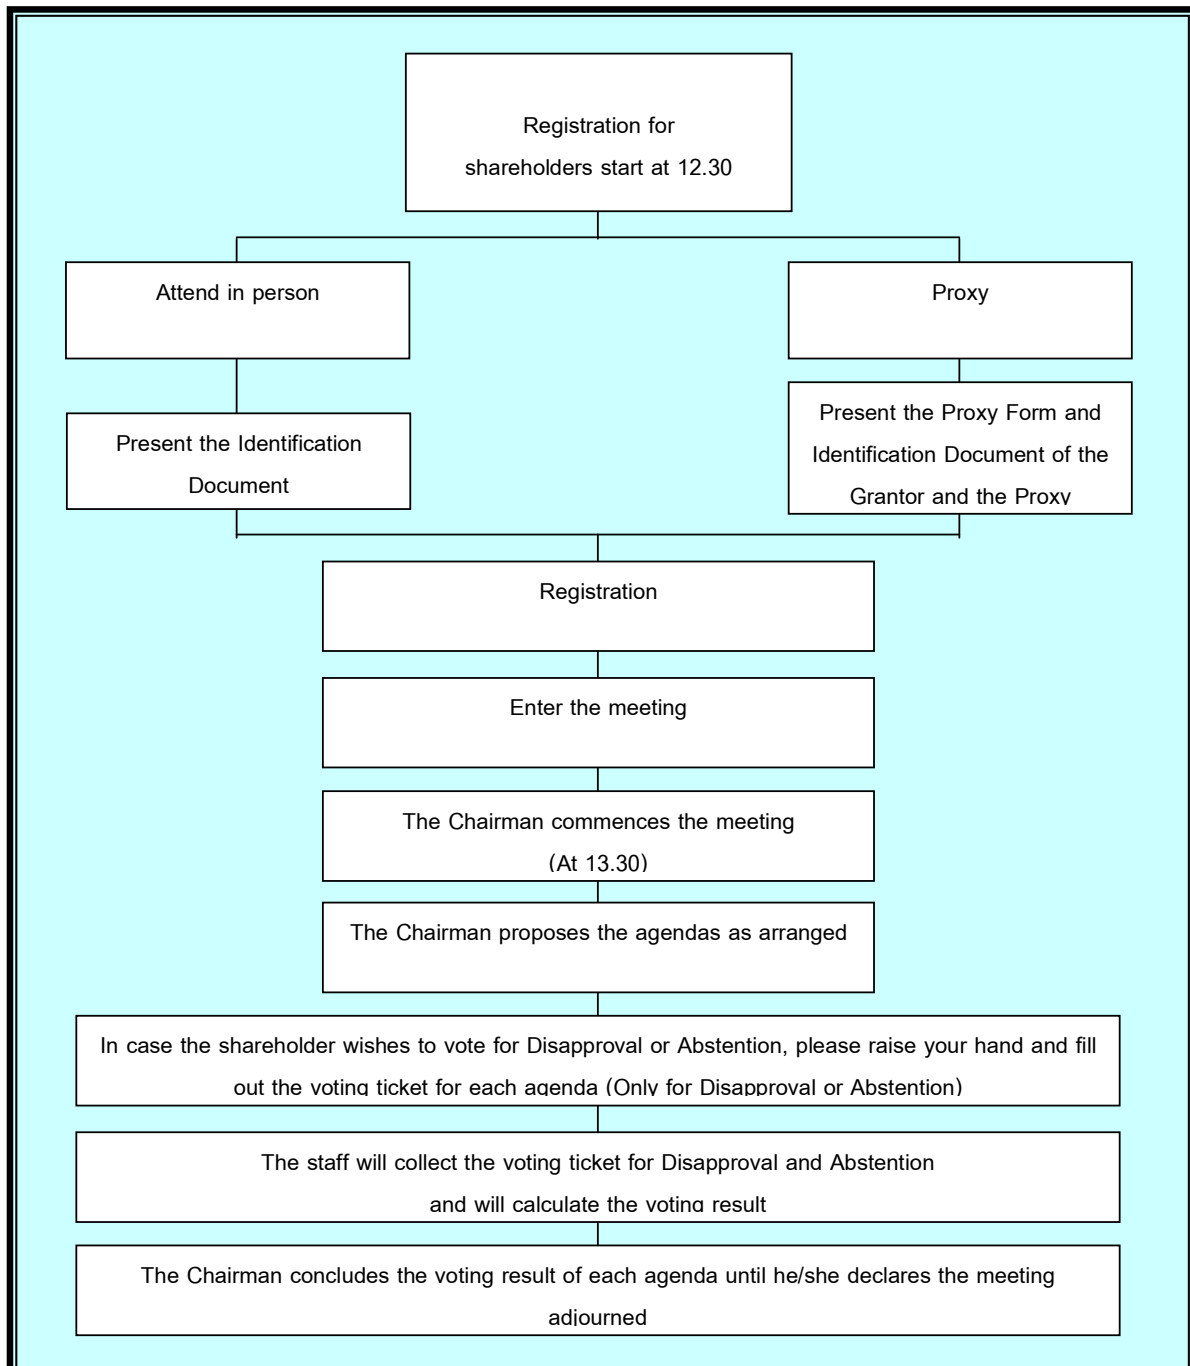 Registration for
shareholders start at 12.30
Attend in person
Proxy
Present the Identification
Document
Present the Proxy Form and
Identification Document of the
Grantor and the Proxy
Registration
Enter the meeting
The Chairman commences the meeting
(At 13.30)
The Chairman proposes the agendas as arranged
In case the shareholder wishes to vote for Disapproval or Abstention, please raise your hand and fill
out the voting ticket for each agenda (Only for Disapproval or Abstention)
The staff will collect the voting ticket for Disapproval and Abstention
and will calculate the voting result
The Chairman concludes the voting result of each agenda until he/she declares the meeting
adjourned